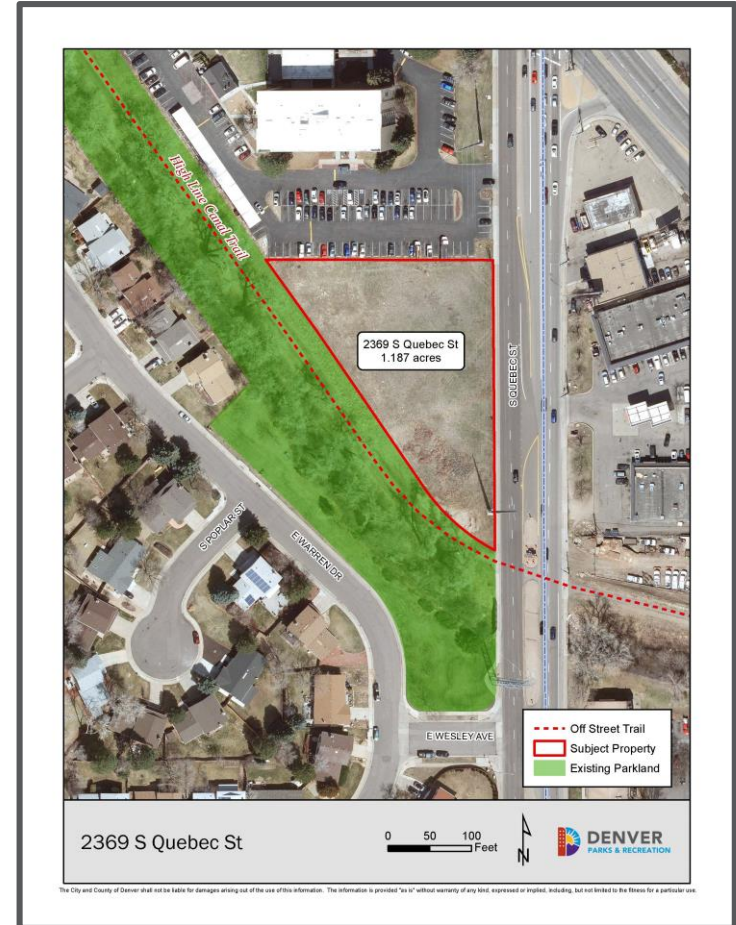 High Line Canal Trail
2369 S Quebec St
1.187 acres
S QUEBEC ST
S POPLAR ST
E WARREN DR
E WESLEY AVE
Off Street Trail
Subject Property
Existing Parkland
2369 S Quebec St
0 50 100
Feet
N
DENVER
PARKS & RECREATION
The City and County of Denver shall not be liable for damages arising out of the use of this information. The information is provided "as is" without warranty of any kind, expressed or implied, including, but not limited to the fitness for a particular use.